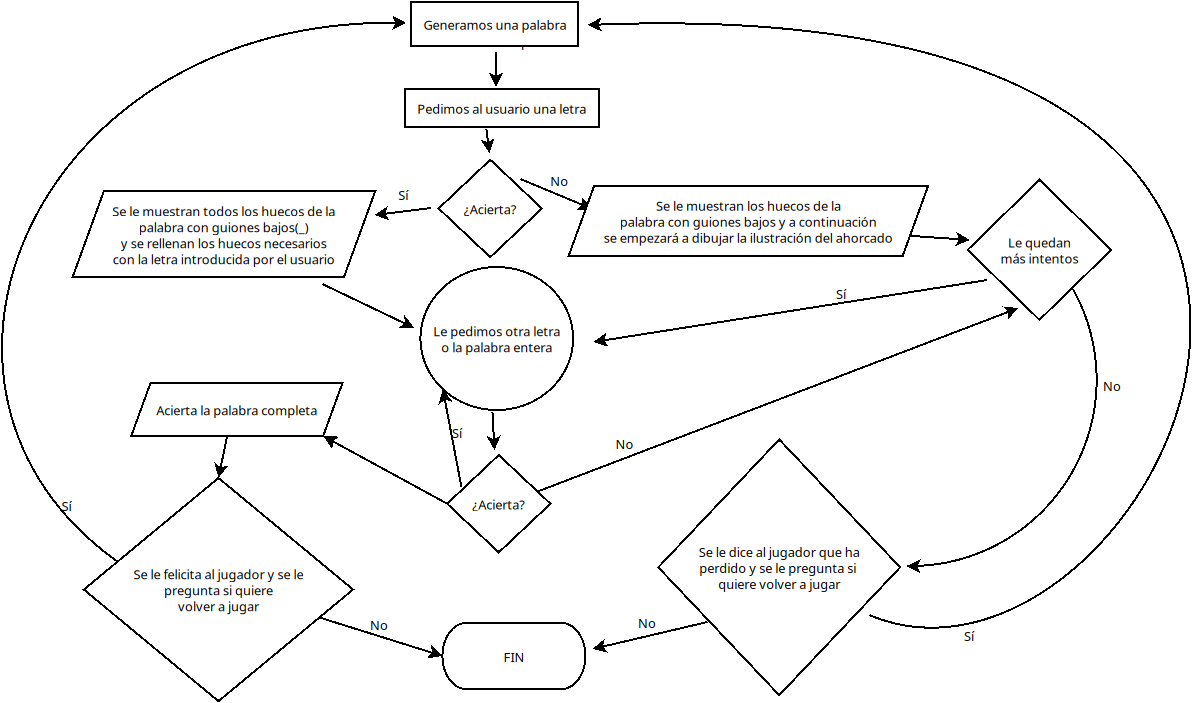 Generamos una palabra
Pedimos al usuario una letra
¿Acierta?
Sí
No
Se le muestran todos los huecos de la
palabra con guiones bajos(_)
y se rellenan los huecos necesarios
con la letra introducida por el usuario
Se le muestran los huecos de la
palabra con guiones bajos y a continuación
se empezará a dibujar la ilustración del ahorcado
Le quedan
más intentos
Sí
Le pedimos otra letra
o la palabra entera
No
Acierta la palabra completa
Sí
No
¿Acierta?
Sí
Se le felicita al jugador y se le
pregunta si quiere
volver a jugar
Se le dice al jugador que ha
perdido y se le pregunta si
quiere volver a jugar
No
No
Sí
FIN